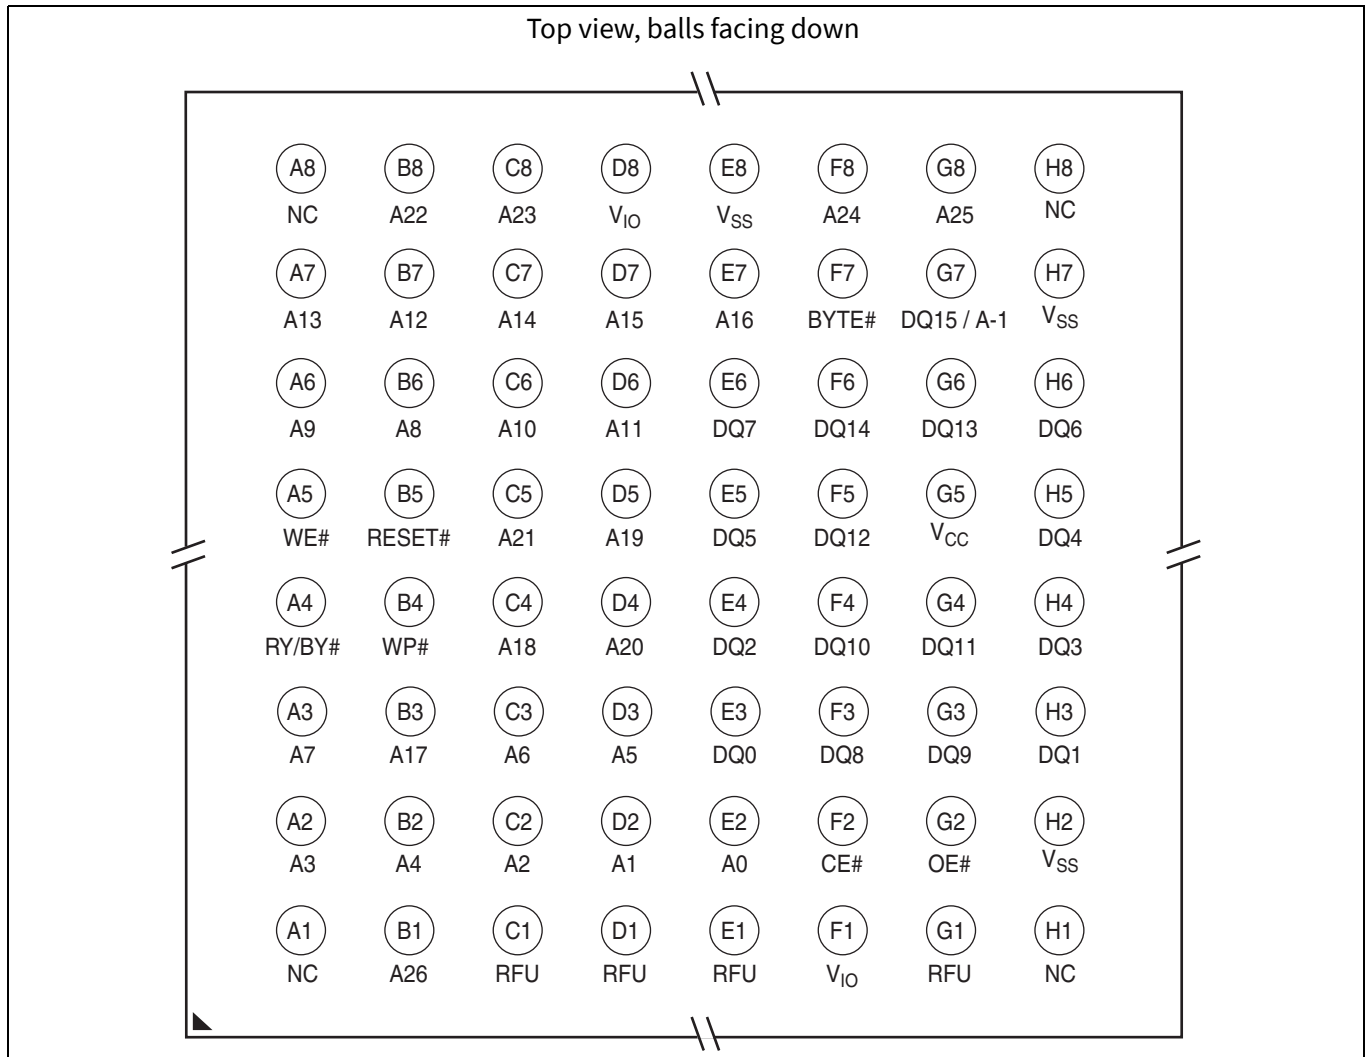 Top view, balls facing down
A8 B8 C8 D8 E8 F8 G8 H8
NC A22 A23 VIO VSS A24 A25 NC
A7 B7 C7 D7 E7 F7 G7 H7
A13 A12 A14 A15 A16 BYTE# DQ15 / A-1 VSS
A6 B6 C6 D6 E6 F6 G6 H6
A9 A8 A10 A11 DQ7 DQ14 DQ13 DQ6
A5 B5 C5 D5 E5 F5 G5 H5
WE# RESET# A21 A19 DQ5 DQ12 VCC DQ4
A4 B4 C4 D4 E4 F4 G4 H4
RY/BY# WP# A18 A20 DQ2 DQ10 DQ11 DQ3
A3 B3 C3 D3 E3 F3 G3 H3
A7 A17 A6 A5 DQ0 DQ8 DQ9 DQ1
A2 B2 C2 D2 E2 F2 G2 H2
A3 A4 A2 A1 A0 CE# OE# VSS
A1 B1 C1 D1 E1 F1 G1 H1
NC A26 RFU RFU RFU VIO RFU NC